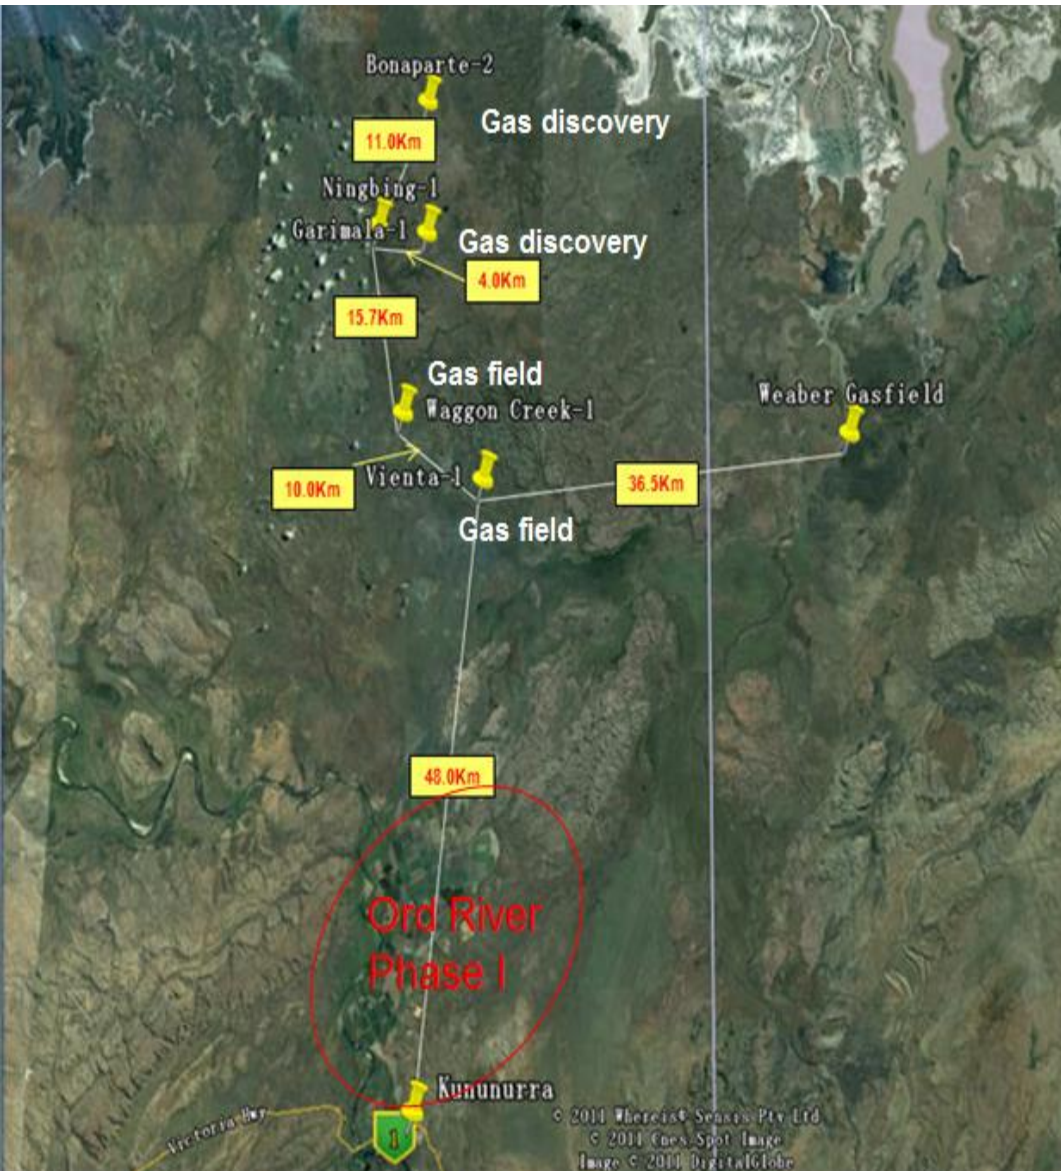 Bonaparte-2
Gas discovery
11.0Km
Ningbing-1
Garimala-1
Gas discovery
4.0Km
15.7Km
Gas field
Waggon Creek-1
Weaber Gasfield
Vienta-1
10.0Km
36.5Km
Gas field
48.0Km
Ord River
Phase I
Kununurra
Victoria Hwy
1
© 2011 Whereis® Sensis Pty Ltd
© 2011 Cnes/Spot Image
Image © 2011 DigitalGlobe